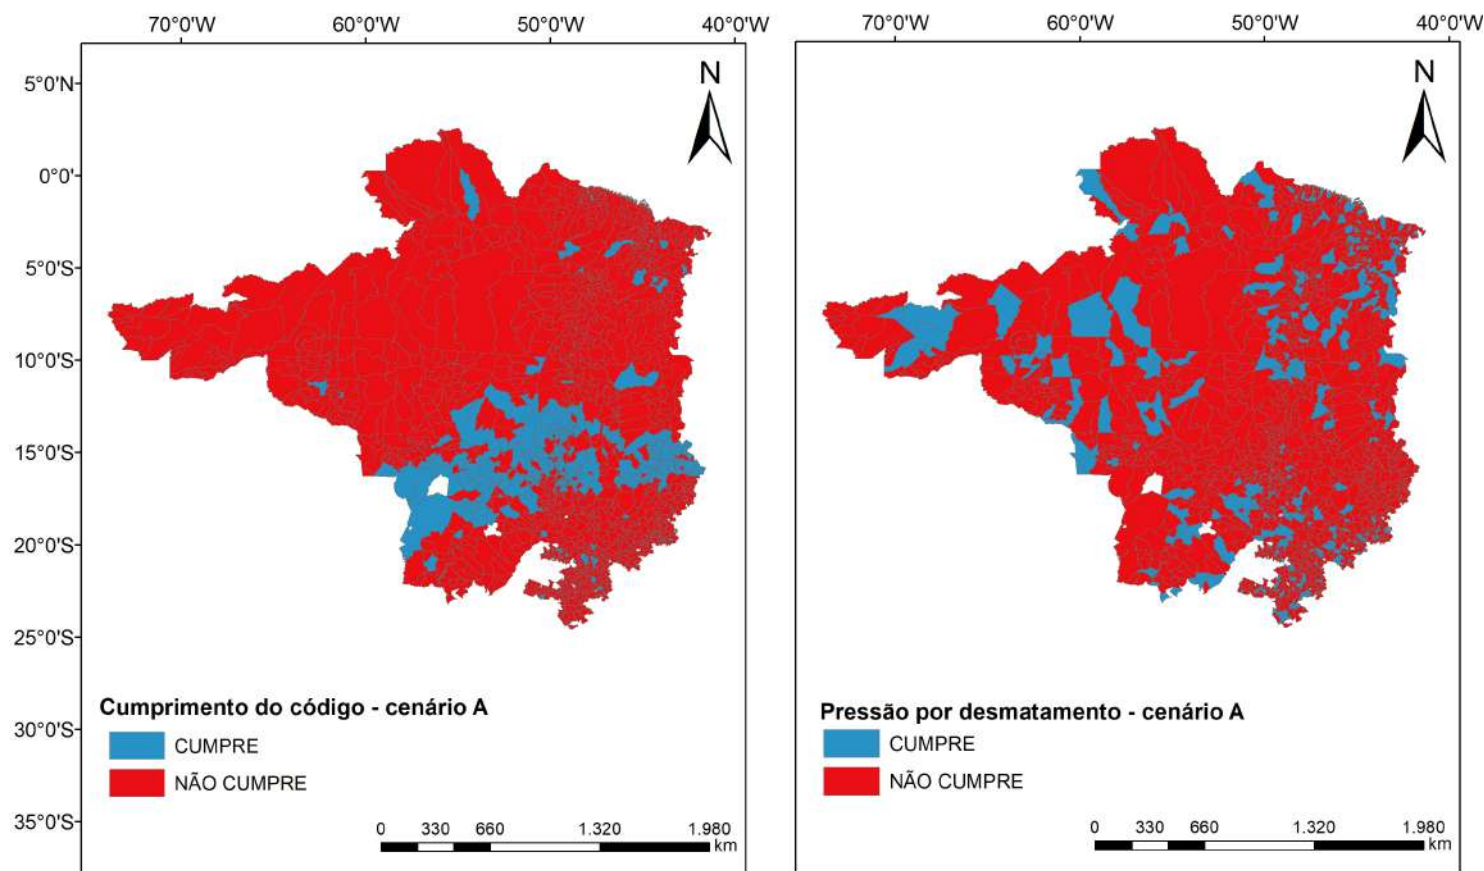 70°0'W 60°0'W 50°0'W 40°0'W
N
5°0'N
0°0'
5°0'S
10°0'S
15°0'S
20°0'S
25°0'S
30°0'S
35°0'S
Cumprimento do código - cenário A
CUMPRE
NÃO CUMPRE
0 330 660 1.320 1.980
km
70°0'W 60°0'W 50°0'W 40°0'W
N
Pressão por desmatamento - cenário A
CUMPRE
NÃO CUMPRE
0 330 660 1.320 1.980
km